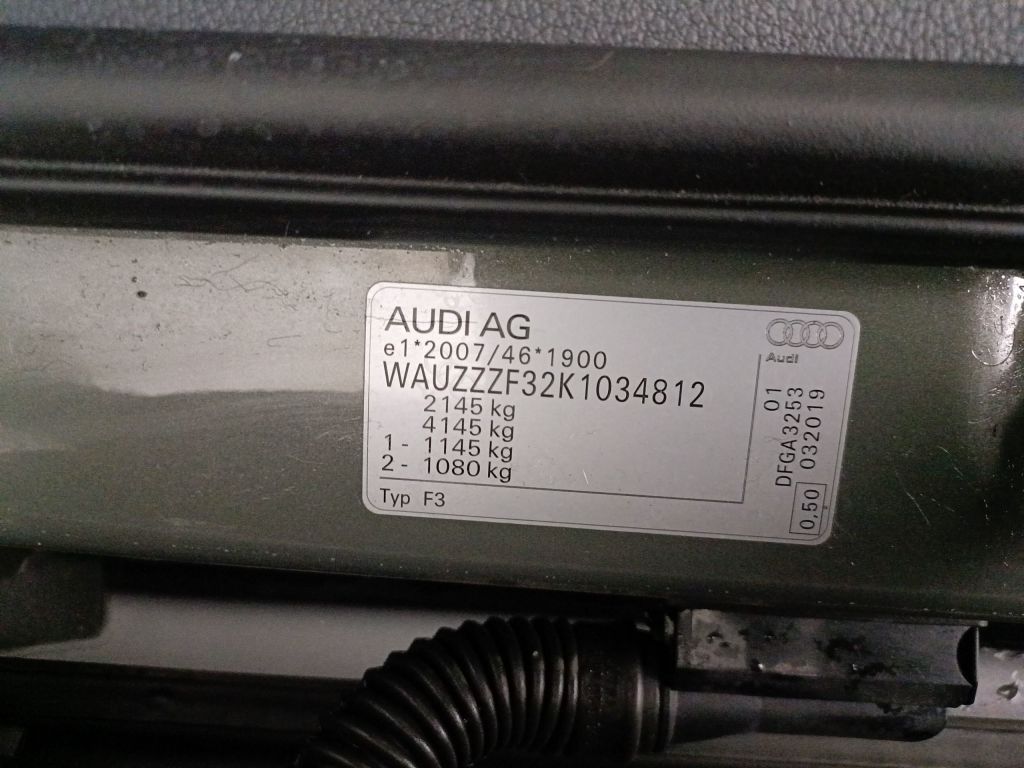 AUDI AG
e1*2007/46*1900
WAUZZZF32K1034812
2145 kg
4145 kg
1 - 1145 kg
2 - 1080 kg
Typ F3
Audi
01
DFGA3253
0,50 032019